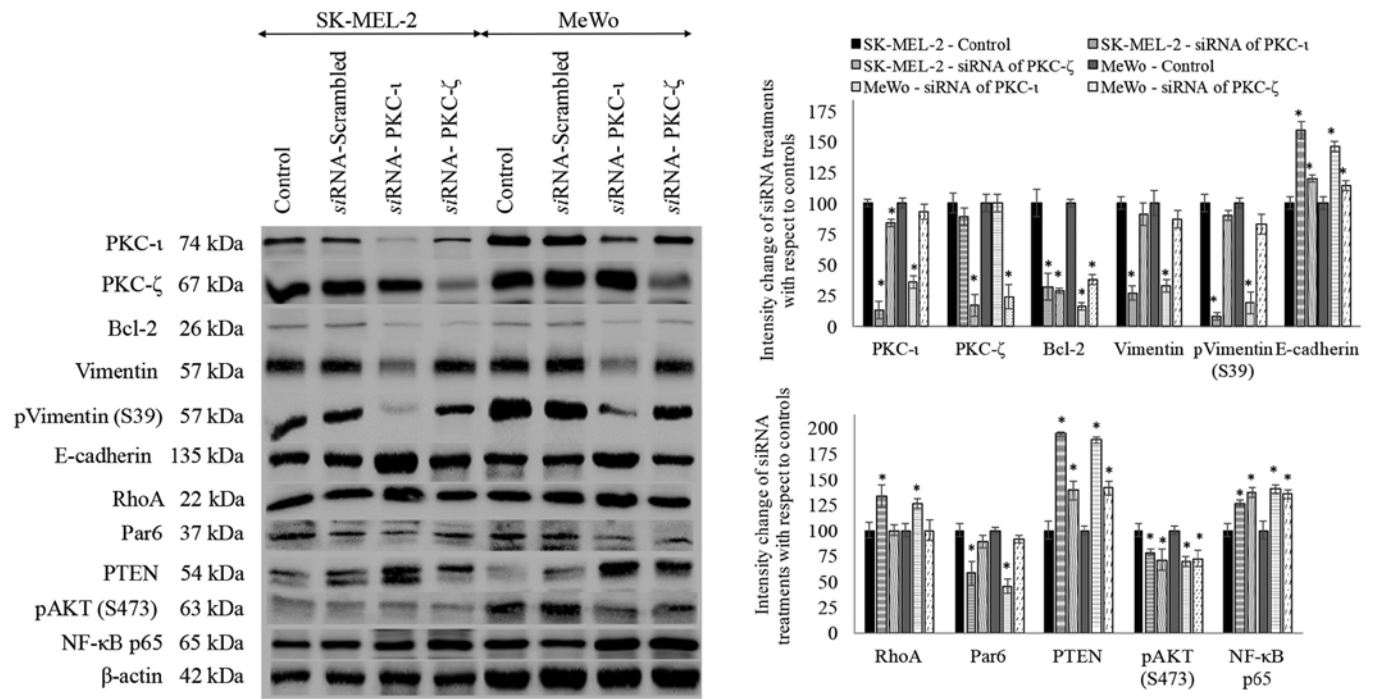 SK-MEL-2 MeWo
Control
siRNA-Scrambled
siRNA- PKC-ι
siRNA- PKC-ζ
Control
siRNA-Scrambled
siRNA- PKC-ι
siRNA- PKC-ζ
PKC-ι 74 kDa
PKC-ζ 67 kDa
Bcl-2 26 kDa
Vimentin 57 kDa
pVimentin (S39) 57 kDa
E-cadherin 135 kDa
RhoA 22 kDa
Par6 37 kDa
PTEN 54 kDa
pAKT (S473) 63 kDa
NF-κB p65 65 kDa
β-actin 42 kDa
SK-MEL-2 - Control SK-MEL-2 - siRNA of PKC-ι
SK-MEL-2 - siRNA of PKC-ζ MeWo - Control
MeWo - siRNA of PKC-ι MeWo - siRNA of PKC-ζ
Intensity change of siRNA treatments
with respect to controls
175
150
125
100
75
50
25
0
PKC-ι PKC-ζ Bcl-2 Vimentin pVimentin E-cadherin
(S39)
Intensity change of siRNA
treatments with respect to controls
200
175
150
125
100
75
50
25
0
RhoA Par6 PTEN pAKT NF-κB
(S473) p65